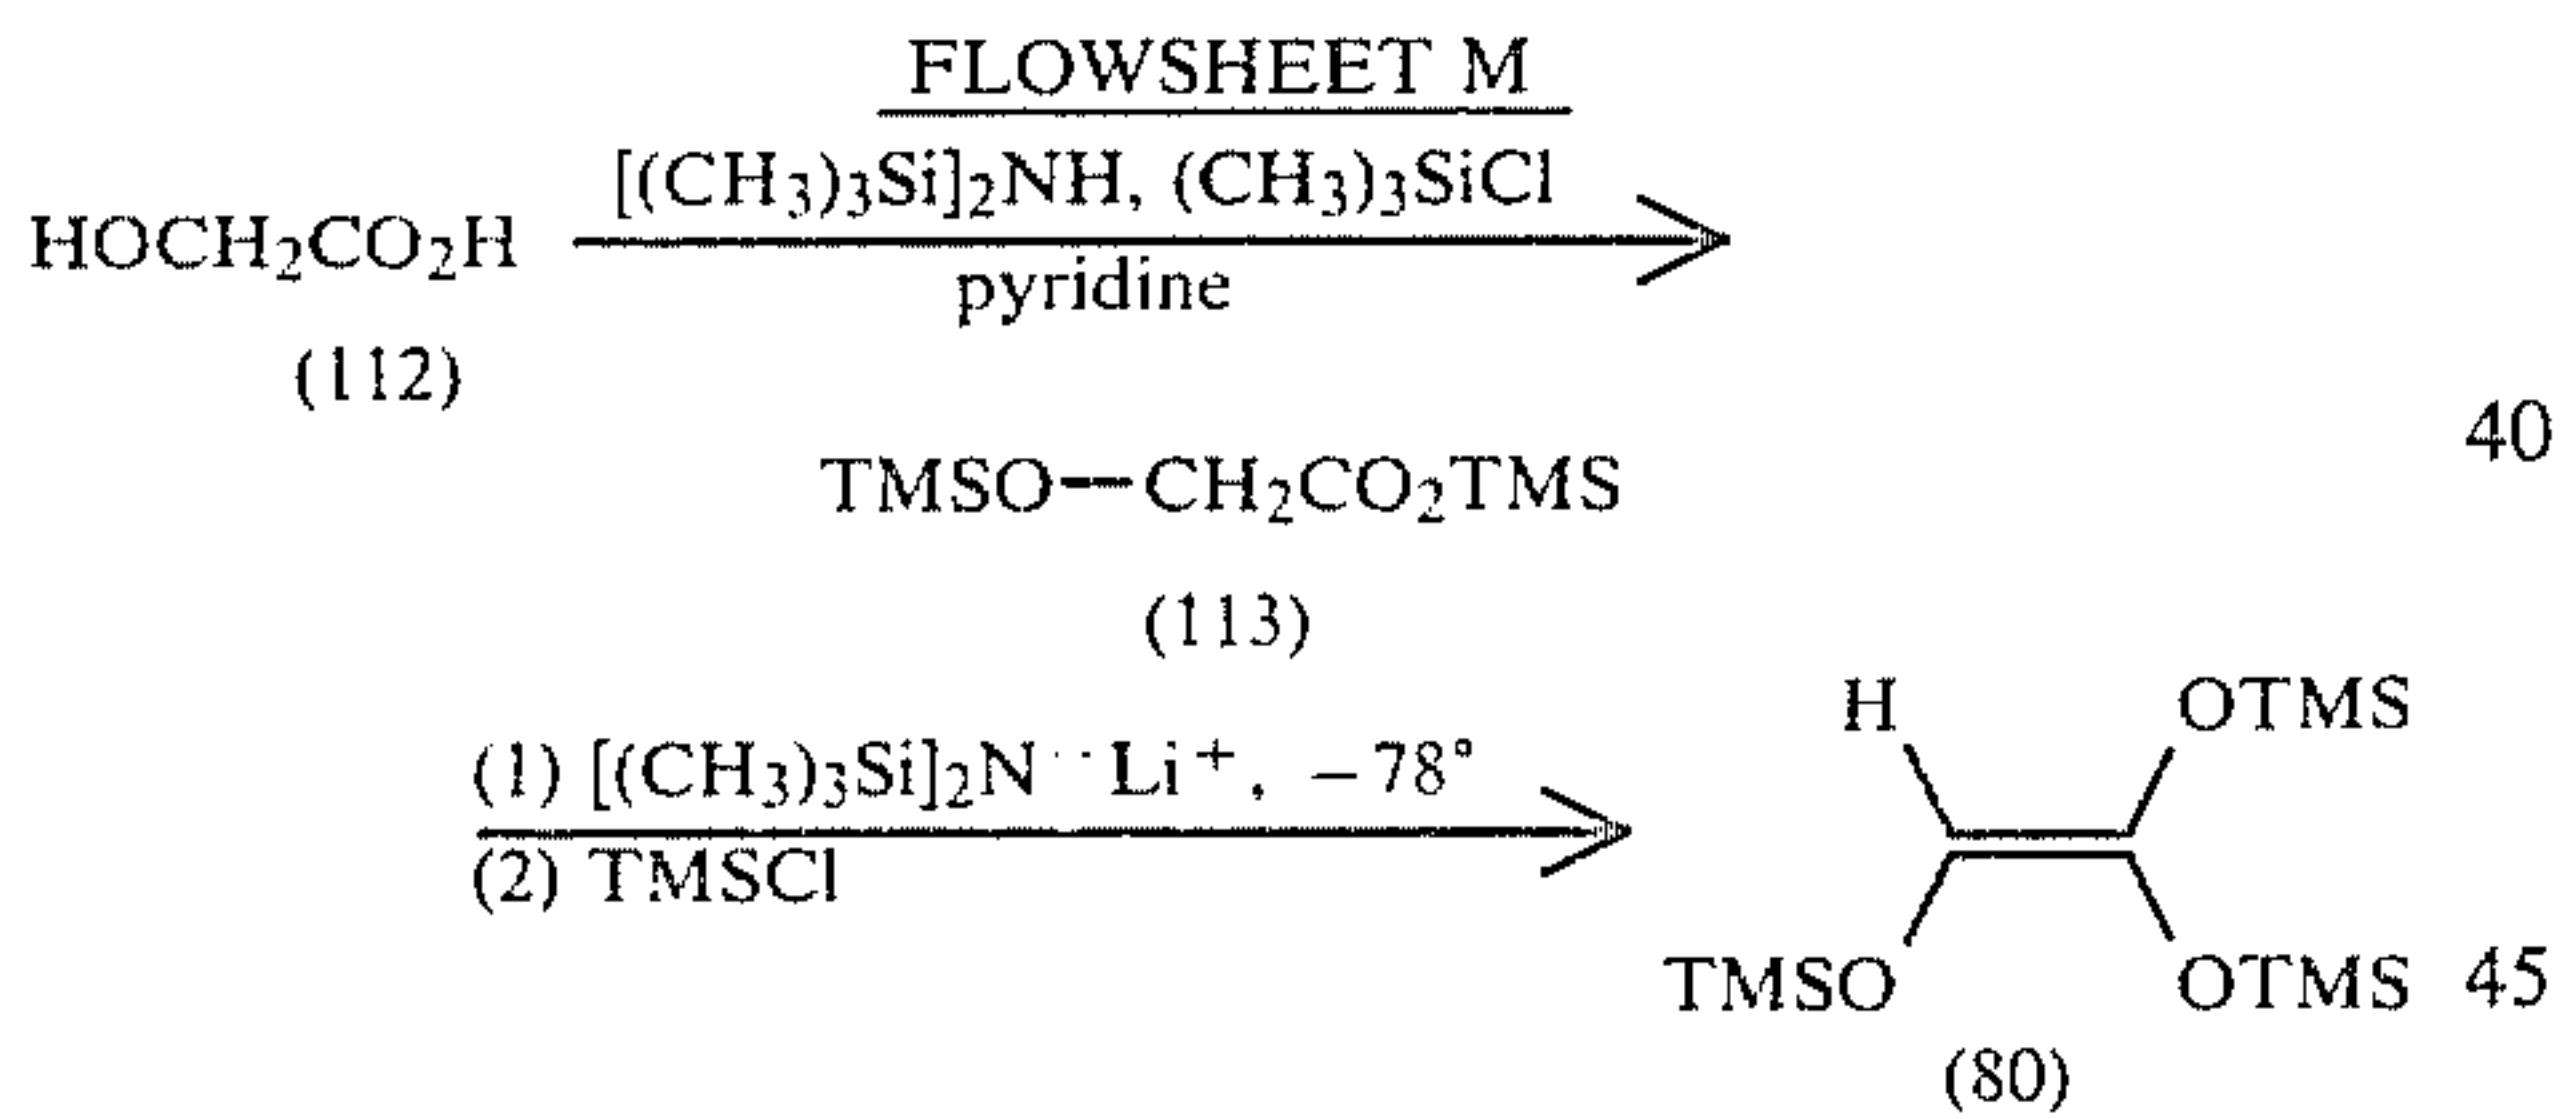 FLOWSHEET M
[(CH3)3Si]2NH, (CH3)3SiCl
HOCH2CO2H
pyridine
(112)
40
TMSO—CH2CO2TMS
(113)
H OTMS
(1) [(CH3)3Si]2N- Li+, −78°
(2) TMSCl
TMSO OTMS 45
(80)